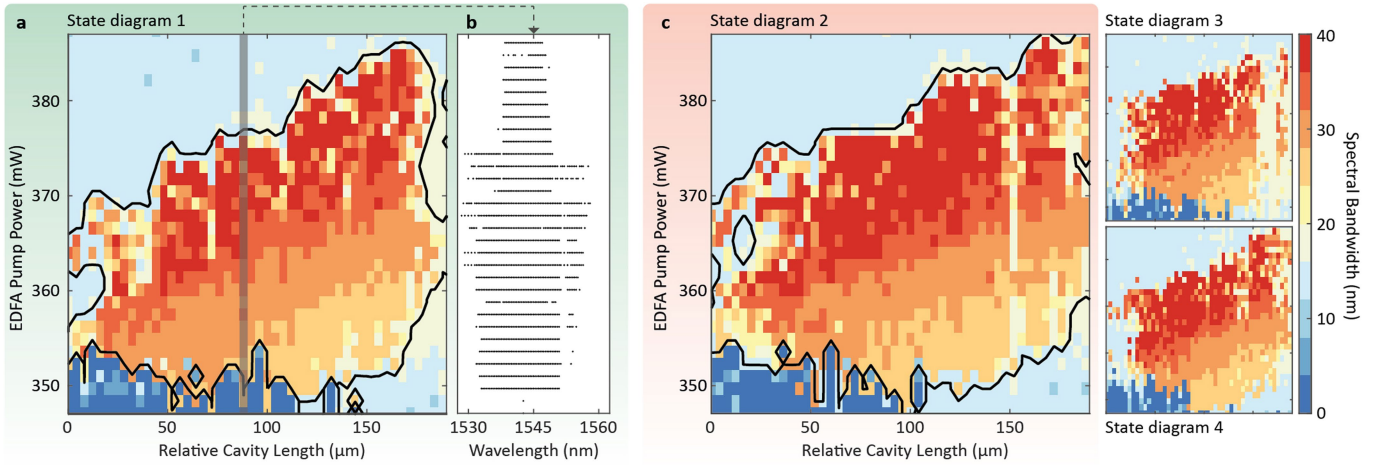 a
State diagram 1
b
380
370
360
350
EDFA Pump Power (mW)
0
50
100
150
Relative Cavity Length (μm)
1530
1545
1560
Wavelength (nm)
c
State diagram 2
380
370
360
350
EDFA Pump Power (mW)
0
50
100
150
Relative Cavity Length (μm)
State diagram 3
State diagram 4
40
30
20
10
0
Spectral Bandwidth (nm)